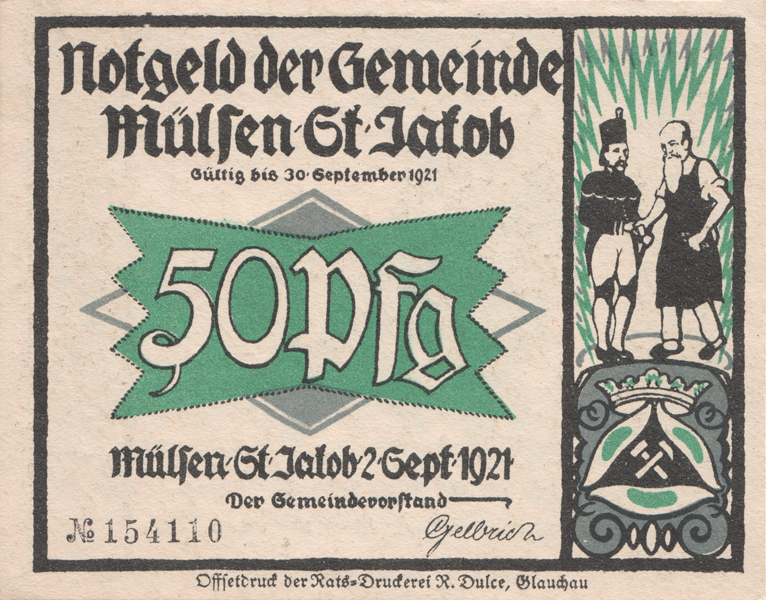 Notgeld der Gemeinde
Mülsen-St. Jakob
Gültig bis 30. September 1921
50 Pfg
Mülsen-St. Jakob 2. Sept. 1921
Der Gemeindevorstand
№ 154110
Gelbrich
Offsetdruck der Rats-Druckerei R. Dulce, Glauchau